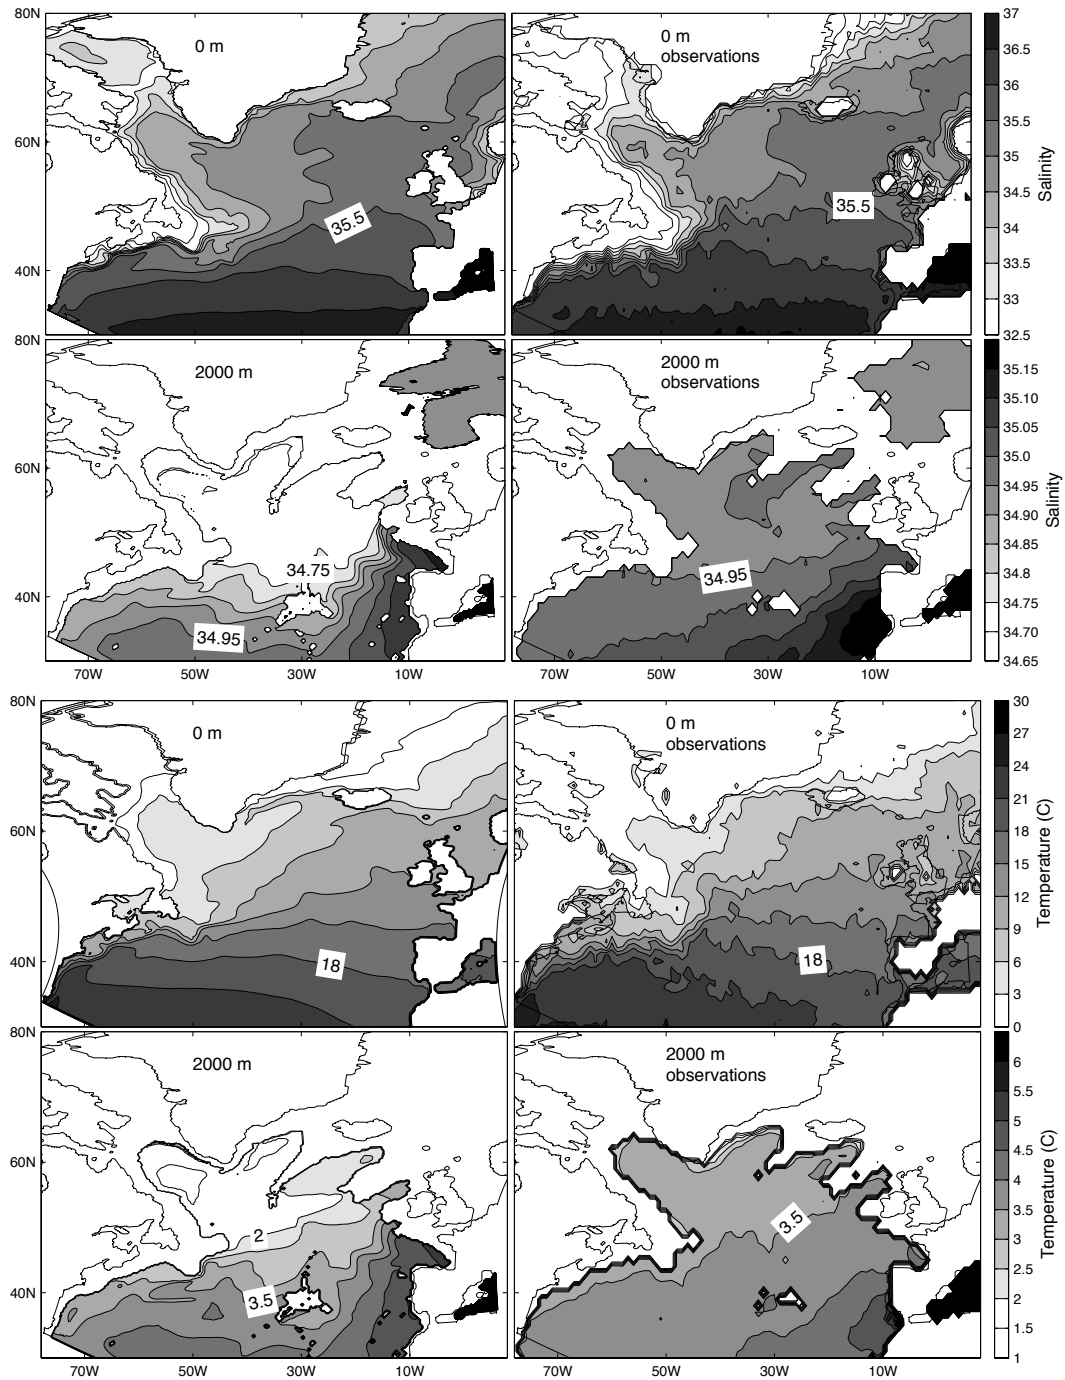 80N
60N
40N
0 m
35.5
0 m
observations
35.5
37
36.5
36
35.5
35
34.5
34
33.5
33
32.5
Salinity
80N
60N
40N
2000 m
34.75
34.95
2000 m
observations
34.95
35.15
35.10
35.05
35.0
34.95
34.90
34.85
34.8
34.75
34.70
34.65
Salinity
70W 50W 30W 10W 70W 50W 30W 10W
80N
60N
40N
0 m
18
0 m
observations
18
30
27
24
21
18
15
12
9
6
3
0
Temperature (C)
80N
60N
40N
2000 m
2
3.5
2000 m
observations
3.5
6
5.5
5
4.5
4
3.5
3
2.5
2
1.5
1
Temperature (C)
70W 50W 30W 10W 70W 50W 30W 10W